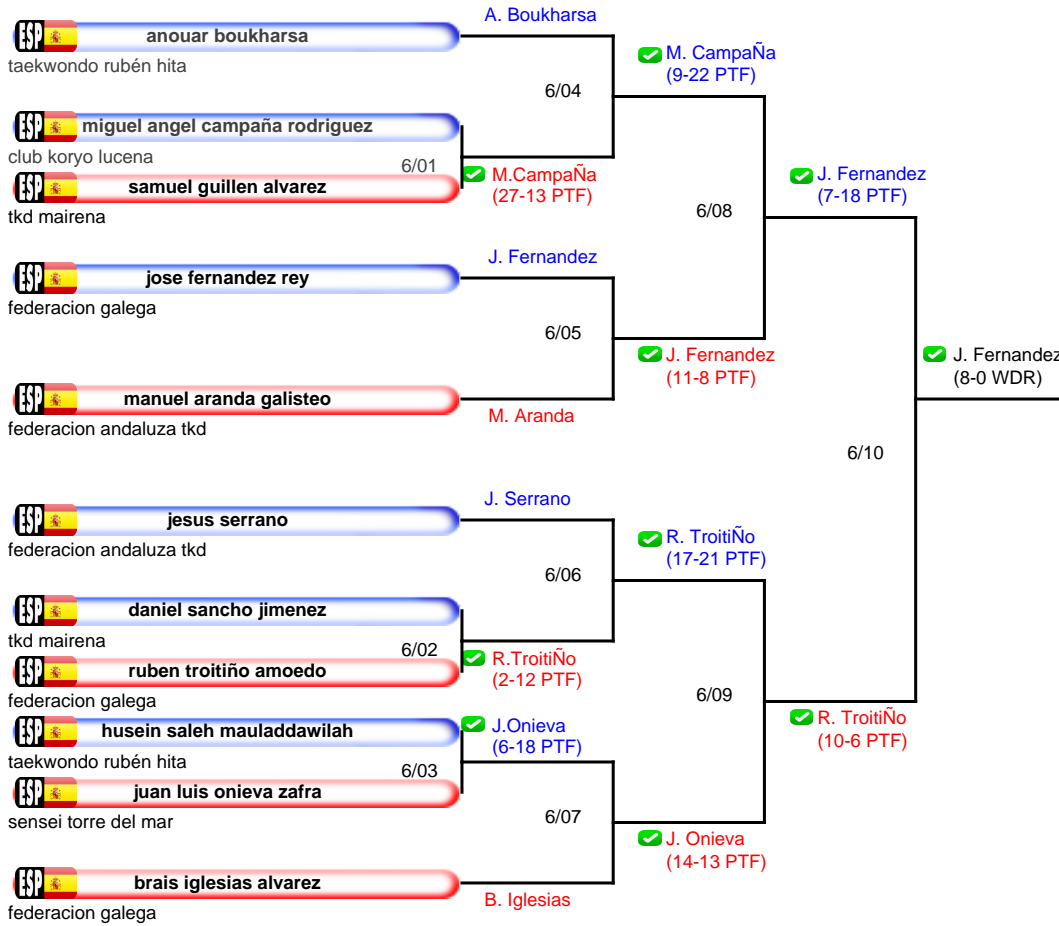 A. Boukharsa
ESP anouar boukharsa
taekwondo rubén hita
M. CampaÑa
(9-22 PTF)
6/04
ESP miguel angel campaña rodriguez
club koryo lucena
6/01
M.CampaÑa
(27-13 PTF)
ESP samuel guillen alvarez
tkd mairena
J. Fernandez
(7-18 PTF)
6/08
J. Fernandez
ESP jose fernandez rey
federacion galega
6/05
J. Fernandez
(11-8 PTF)
J. Fernandez
(8-0 WDR)
ESP manuel aranda galisteo
M. Aranda
federacion andaluza tkd
6/10
J. Serrano
ESP jesus serrano
federacion andaluza tkd
R. TroitiÑo
(17-21 PTF)
6/06
ESP daniel sancho jimenez
tkd mairena
6/02
R.TroitiÑo
(2-12 PTF)
ESP ruben troitiño amoedo
federacion galega
6/09
J.Onieva
(6-18 PTF)
R. TroitiÑo
(10-6 PTF)
ESP husein saleh mauladdawilah
taekwondo rubén hita
6/03
ESP juan luis onieva zafra
sensei torre del mar
6/07
J. Onieva
(14-13 PTF)
ESP brais iglesias alvarez
B. Iglesias
federacion galega